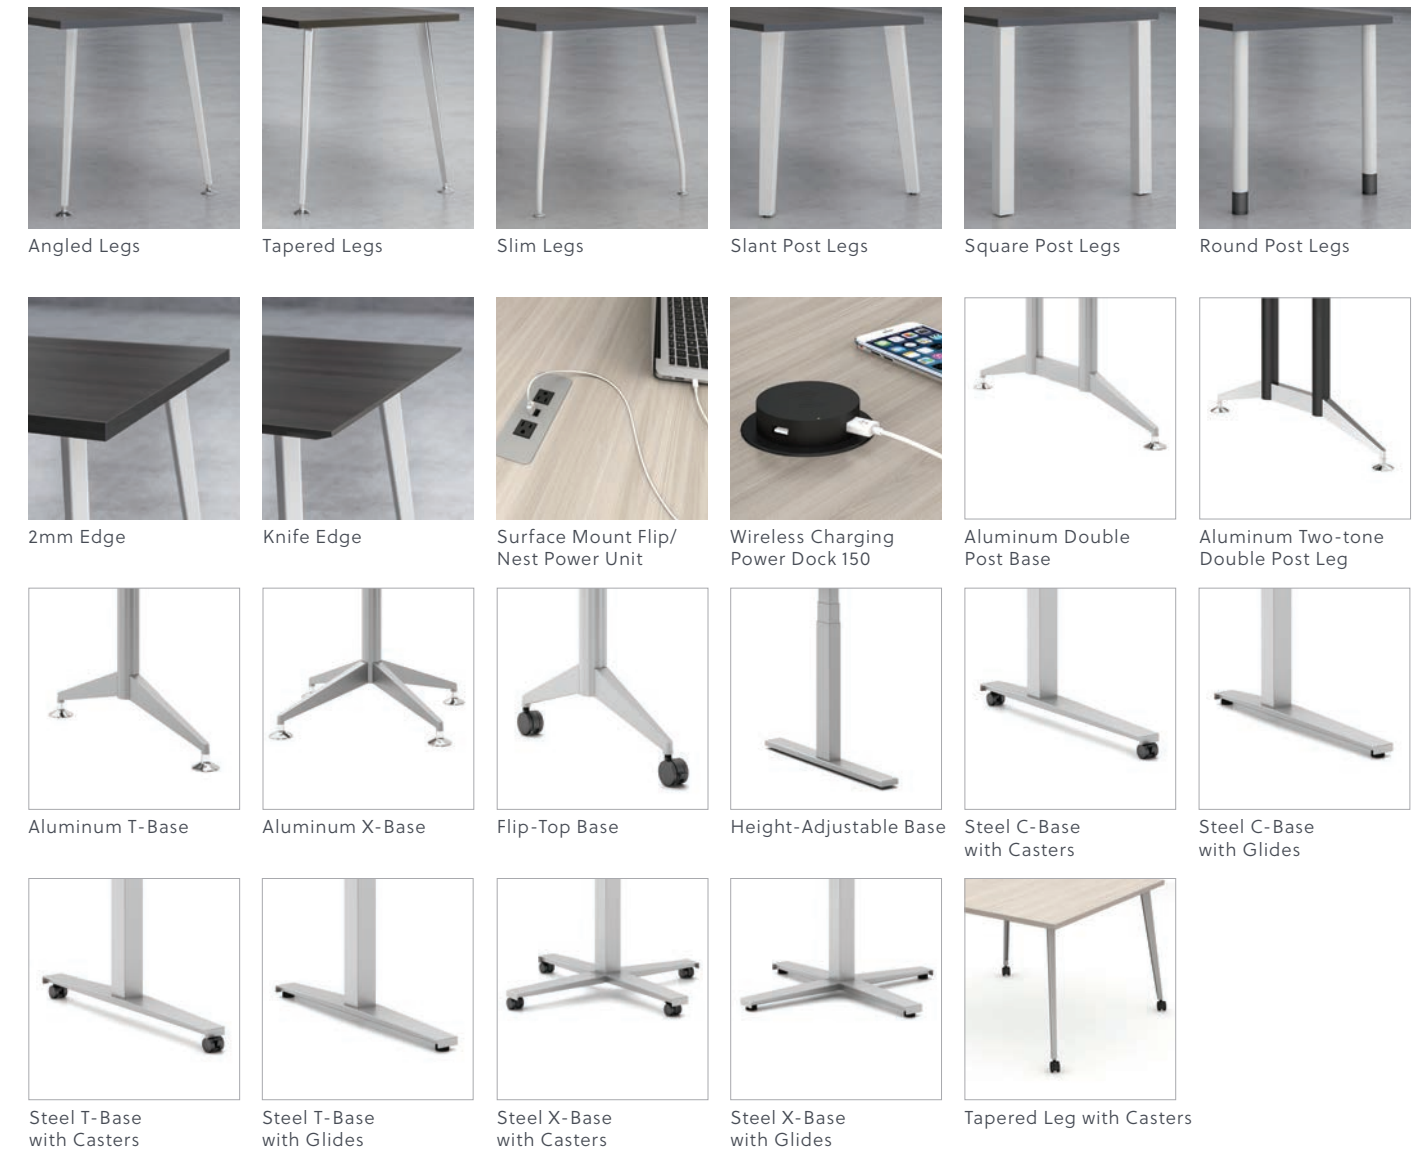 Angled Legs
Tapered Legs
Slim Legs
Slant Post Legs
Square Post Legs
Round Post Legs
2mm Edge
Knife Edge
Surface Mount Flip/
Nest Power Unit
Wireless Charging
Power Dock 150
Aluminum Double
Post Base
Aluminum Two-tone
Double Post Leg
Aluminum T-Base
Aluminum X-Base
Flip-Top Base
Height-Adjustable Base
Steel C-Base
with Casters
Steel C-Base
with Glides
Steel T-Base
with Casters
Steel T-Base
with Glides
Steel X-Base
with Casters
Steel X-Base
with Glides
Tapered Leg with Casters